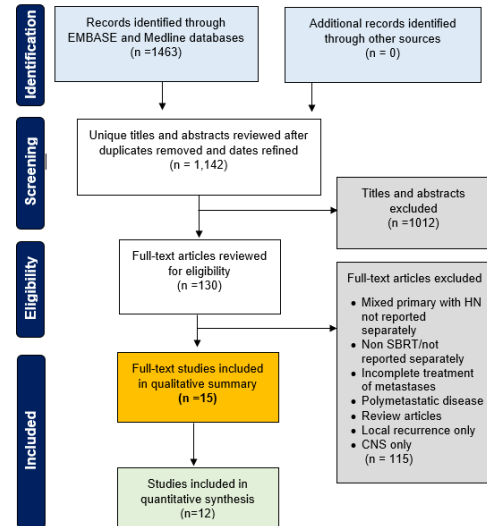 Identification
Records identified through
EMBASE and Medline databases
(n =1463)
Additional records identified
through other sources
(n = 0)
Screening
Unique titles and abstracts reviewed after
duplicates removed and dates refined
(n = 1,142)
Titles and abstracts
excluded
(n =1012)
Eligibility
Full-text articles reviewed
for eligibility
(n =130)
Full-text articles excluded
• Mixed primary with HN
not reported
separately
• Non SBRT/not
reported separately
• Incomplete treatment
of metastases
• Polymetastatic disease
• Review articles
• Local recurrence only
• CNS only
(n = 115)
Included
Full-text studies included
in qualitative summary
(n =15)
Studies included in
quantitative synthesis
(n=12)